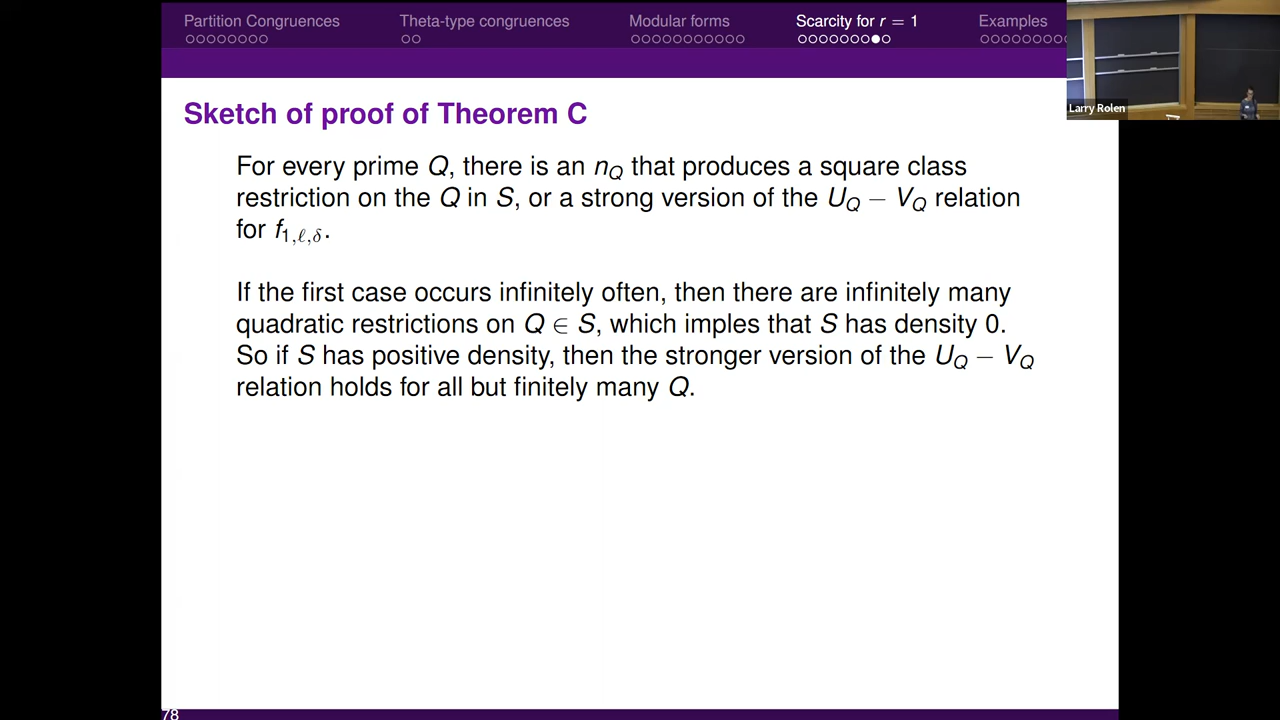 Partition Congruences
Theta-type congruences
Modular forms
Scarcity for r = 1
Examples
Larry Rolen
Sketch of proof of Theorem C
For every prime Q, there is an n_Q that produces a square class
restriction on the Q in S, or a strong version of the U_Q − V_Q relation
for f_{1,ℓ,δ}.
If the first case occurs infinitely often, then there are infinitely many
quadratic restrictions on Q ∈ S, which imples that S has density 0.
So if S has positive density, then the stronger version of the U_Q − V_Q
relation holds for all but finitely many Q.
78